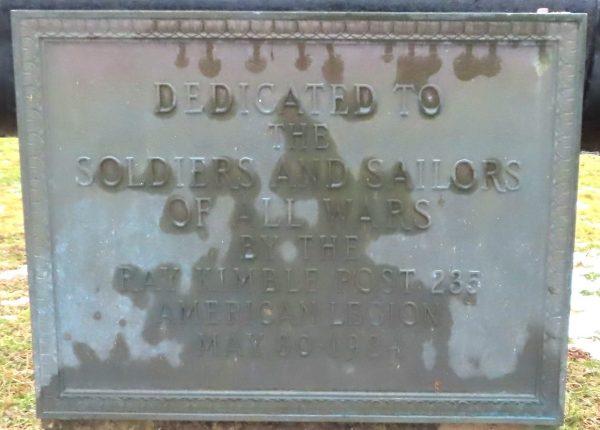 DEDICATED TO
THE
SOLDIERS AND SAILORS
OF ALL WARS
BY THE
RAY KIMBLE POST 235
AMERICAN LEGION
MAY 30 1924